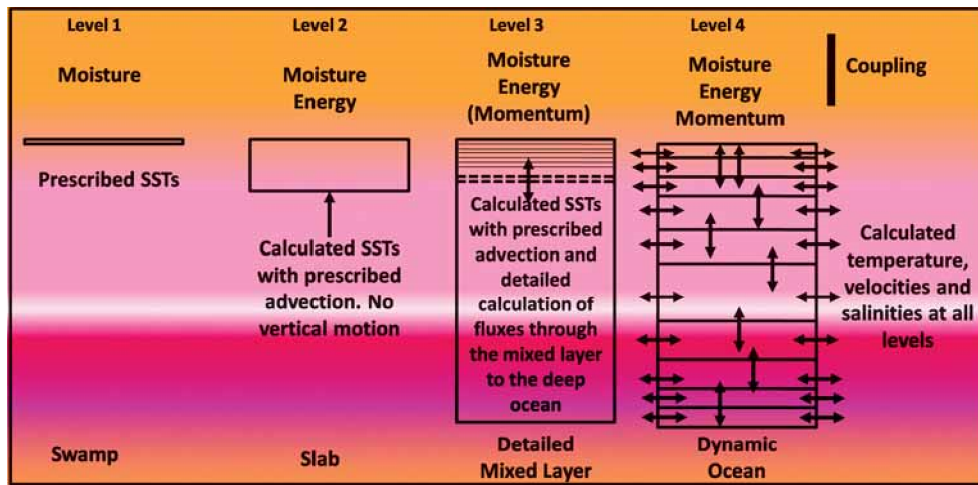 Level 1
Moisture
Prescribed SSTs
Swamp
Level 2
Moisture
Energy
Calculated SSTs
with prescribed
advection. No
vertical motion
Slab
Level 3
Moisture
Energy
(Momentum)
Calculated SSTs
with prescribed
advection and
detailed
calculation of
fluxes through
the mixed layer
to the deep
ocean
Detailed
Mixed Layer
Level 4
Moisture
Energy
Momentum
Dynamic
Ocean
Coupling
Calculated
temperature,
velocities and
salinities at all
levels